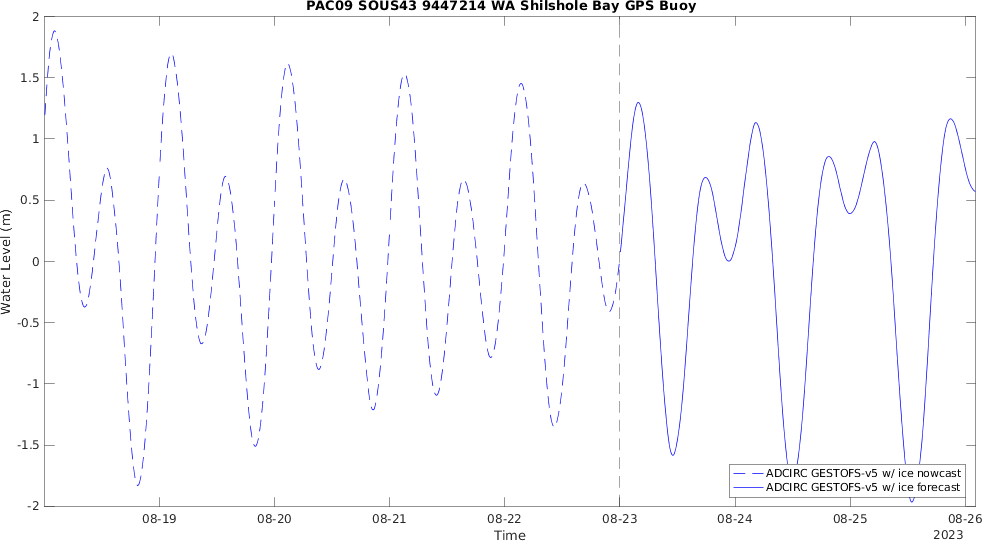 PAC09 SOUS43 9447214 WA Shilshole Bay GPS Buoy
Water Level (m)
2
1.5
1
0.5
0
-0.5
-1
-1.5
-2
ADCIRC GESTOFS-v5 w/ ice nowcast
ADCIRC GESTOFS-v5 w/ ice forecast
08-19 08-20 08-21 08-22 08-23 08-24 08-25 08-26
Time
2023